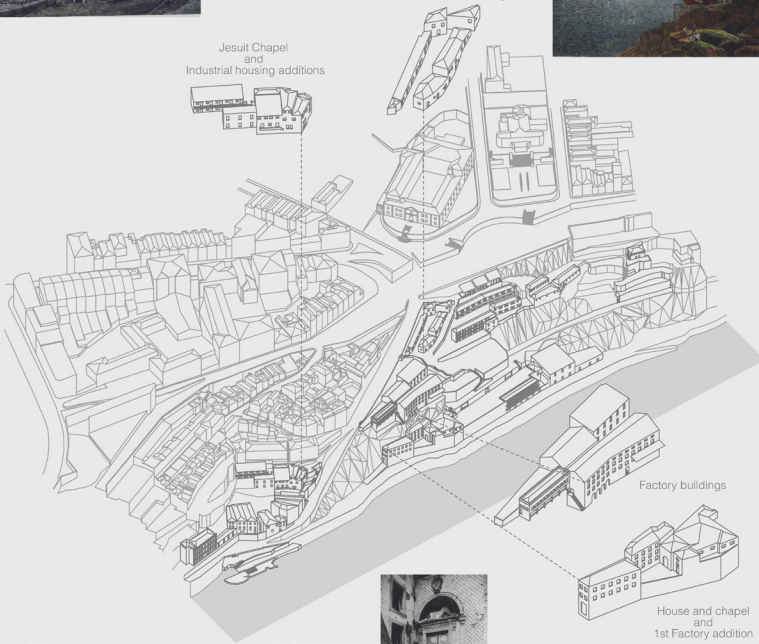 Jesuit Chapel
and
Industrial housing additions
Factory buildings
House and chapel
and
1st Factory addition